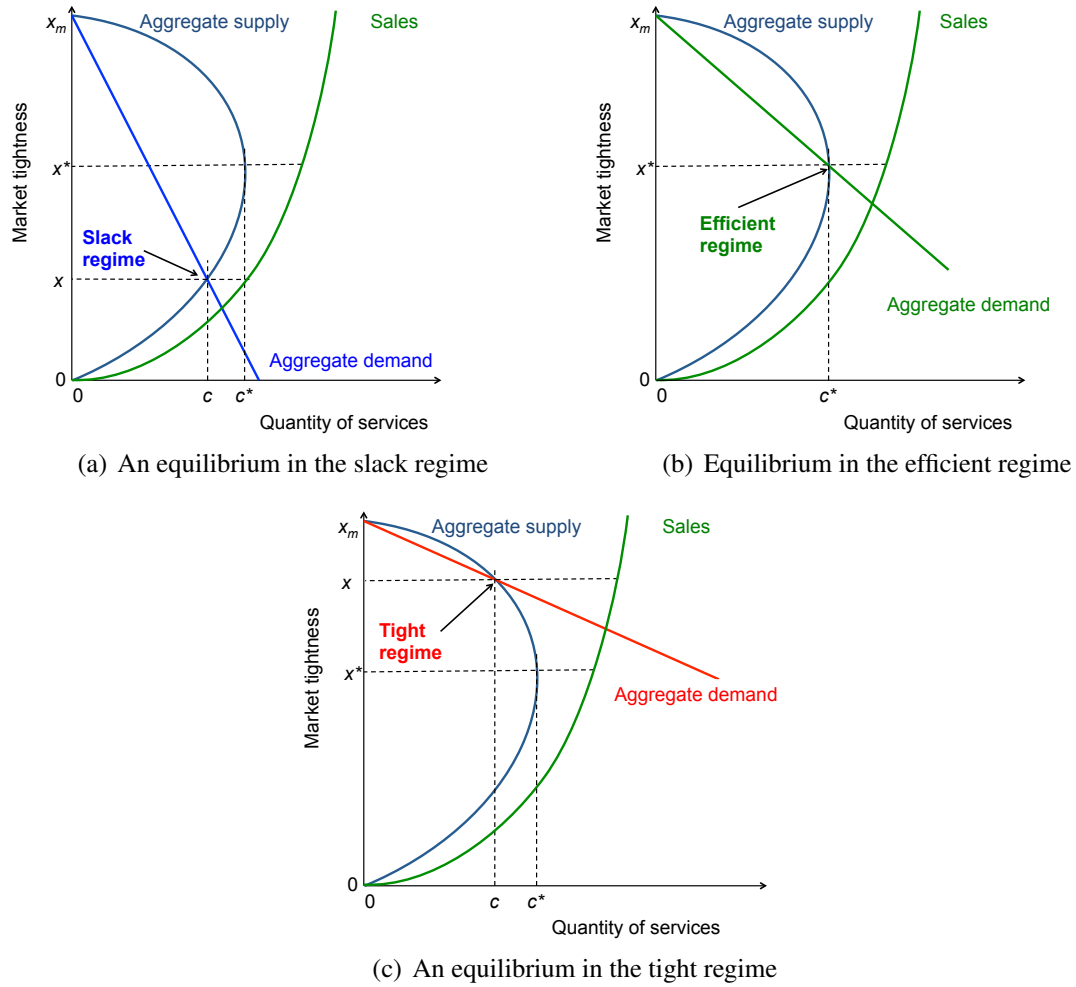 x_m
Aggregate supply
Sales
Market tightness
x*
Slack
regime
x
Aggregate demand
0
0
c
c*
Quantity of services
(a) An equilibrium in the slack regime
x_m
Aggregate supply
Sales
Market tightness
x*
Efficient
regime
Aggregate demand
0
0
c*
Quantity of services
(b) Equilibrium in the efficient regime
x_m
Aggregate supply
Sales
Market tightness
x
Tight
regime
x*
Aggregate demand
0
0
c
c*
Quantity of services
(c) An equilibrium in the tight regime